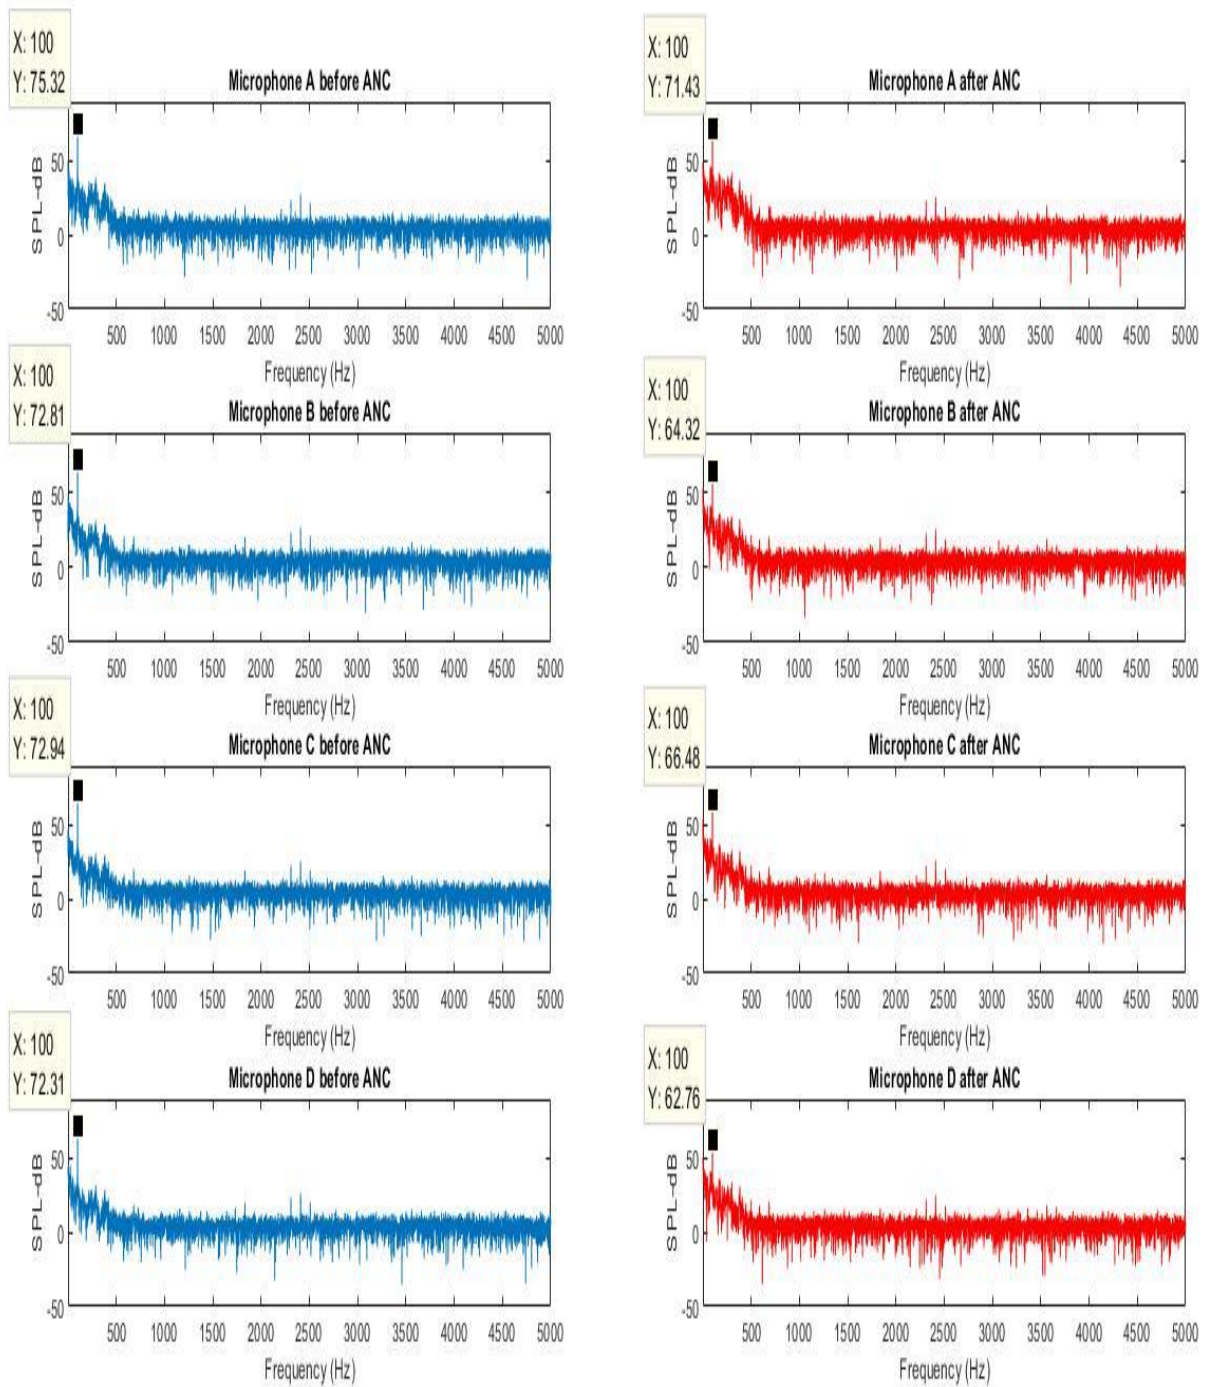 X: 100
Y: 75.32
Microphone A before ANC
SPL-dB
50
0
-50
500 1000 1500 2000 2500 3000 3500 4000 4500 5000
Frequency (Hz)
X: 100
Y: 71.43
Microphone A after ANC
SPL-dB
50
0
-50
500 1000 1500 2000 2500 3000 3500 4000 4500 5000
Frequency (Hz)
X: 100
Y: 72.81
Microphone B before ANC
SPL-dB
50
0
-50
500 1000 1500 2000 2500 3000 3500 4000 4500 5000
Frequency (Hz)
X: 100
Y: 64.32
Microphone B after ANC
SPL-dB
50
0
-50
500 1000 1500 2000 2500 3000 3500 4000 4500 5000
Frequency (Hz)
X: 100
Y: 72.94
Microphone C before ANC
SPL-dB
50
0
-50
500 1000 1500 2000 2500 3000 3500 4000 4500 5000
Frequency (Hz)
X: 100
Y: 66.48
Microphone C after ANC
SPL-dB
50
0
-50
500 1000 1500 2000 2500 3000 3500 4000 4500 5000
Frequency (Hz)
X: 100
Y: 72.31
Microphone D before ANC
SPL-dB
50
0
-50
500 1000 1500 2000 2500 3000 3500 4000 4500 5000
Frequency (Hz)
X: 100
Y: 62.76
Microphone D after ANC
SPL-dB
50
0
-50
500 1000 1500 2000 2500 3000 3500 4000 4500 5000
Frequency (Hz)